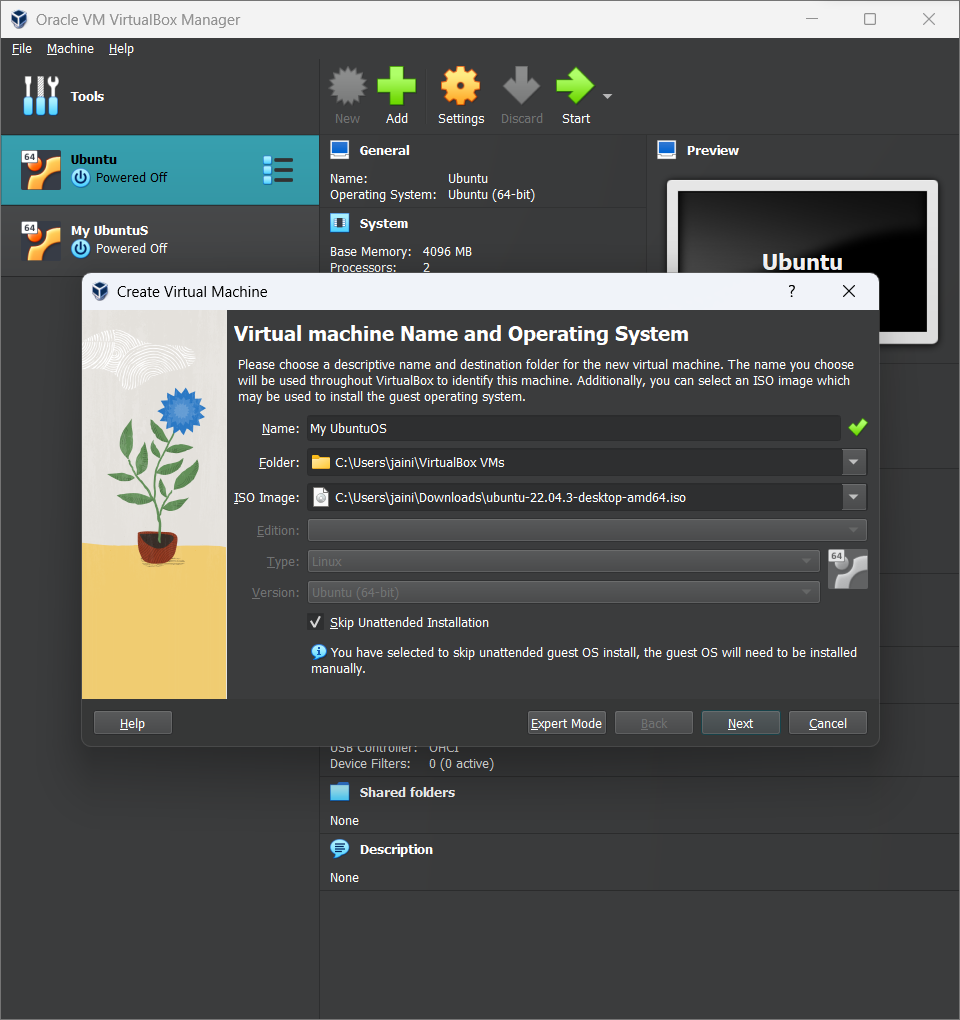 Oracle VM VirtualBox Manager
File Machine Help
Tools
New Add Settings Discard Start
64
Ubuntu
Powered Off
64
My UbuntuS
Powered Off
General
Name: Ubuntu
Operating System: Ubuntu (64-bit)
System
Base Memory: 4096 MB
Processors: 2
Preview
Ubuntu
Create Virtual Machine
?
Virtual machine Name and Operating System
Please choose a descriptive name and destination folder for the new virtual machine. The name you choose
will be used throughout VirtualBox to identify this machine. Additionally, you can select an ISO image which
may be used to install the guest operating system.
Name: My UbuntuOS
Folder: C:\Users\jaini\VirtualBox VMs
ISO Image: C:\Users\jaini\Downloads\ubuntu-22.04.3-desktop-amd64.iso
Edition:
Type: Linux
64
Version: Ubuntu (64-bit)
Skip Unattended Installation
You have selected to skip unattended guest OS install, the guest OS will need to be installed
manually.
Help Expert Mode Back Next Cancel
USB Controller: OHCI
Device Filters: 0 (0 active)
Shared folders
None
Description
None